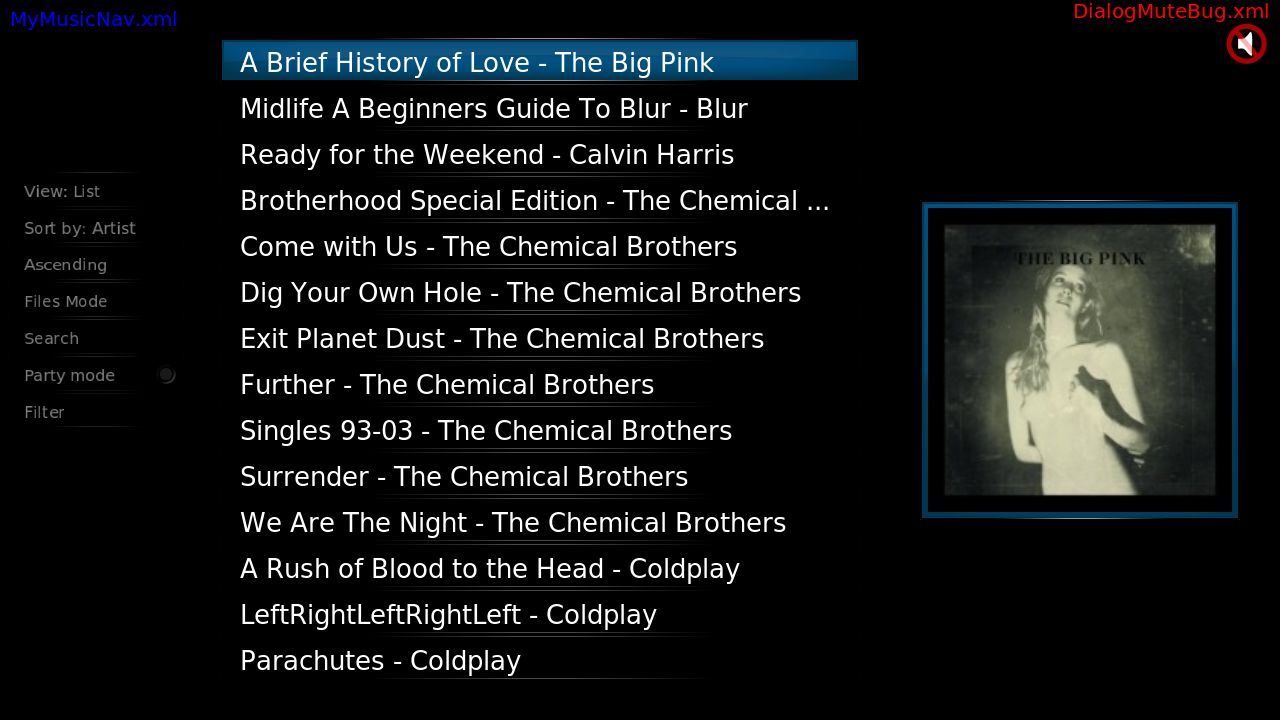 MyMusicNav.xml
DialogMuteBug.xml
View: List
Sort by: Artist
Ascending
Files Mode
Search
Party mode
Filter
A Brief History of Love - The Big Pink
Midlife A Beginners Guide To Blur - Blur
Ready for the Weekend - Calvin Harris
Brotherhood Special Edition - The Chemical ...
Come with Us - The Chemical Brothers
Dig Your Own Hole - The Chemical Brothers
Exit Planet Dust - The Chemical Brothers
Further - The Chemical Brothers
Singles 93-03 - The Chemical Brothers
Surrender - The Chemical Brothers
We Are The Night - The Chemical Brothers
A Rush of Blood to the Head - Coldplay
LeftRightLeftRightLeft - Coldplay
Parachutes - Coldplay
THE BIG PINK